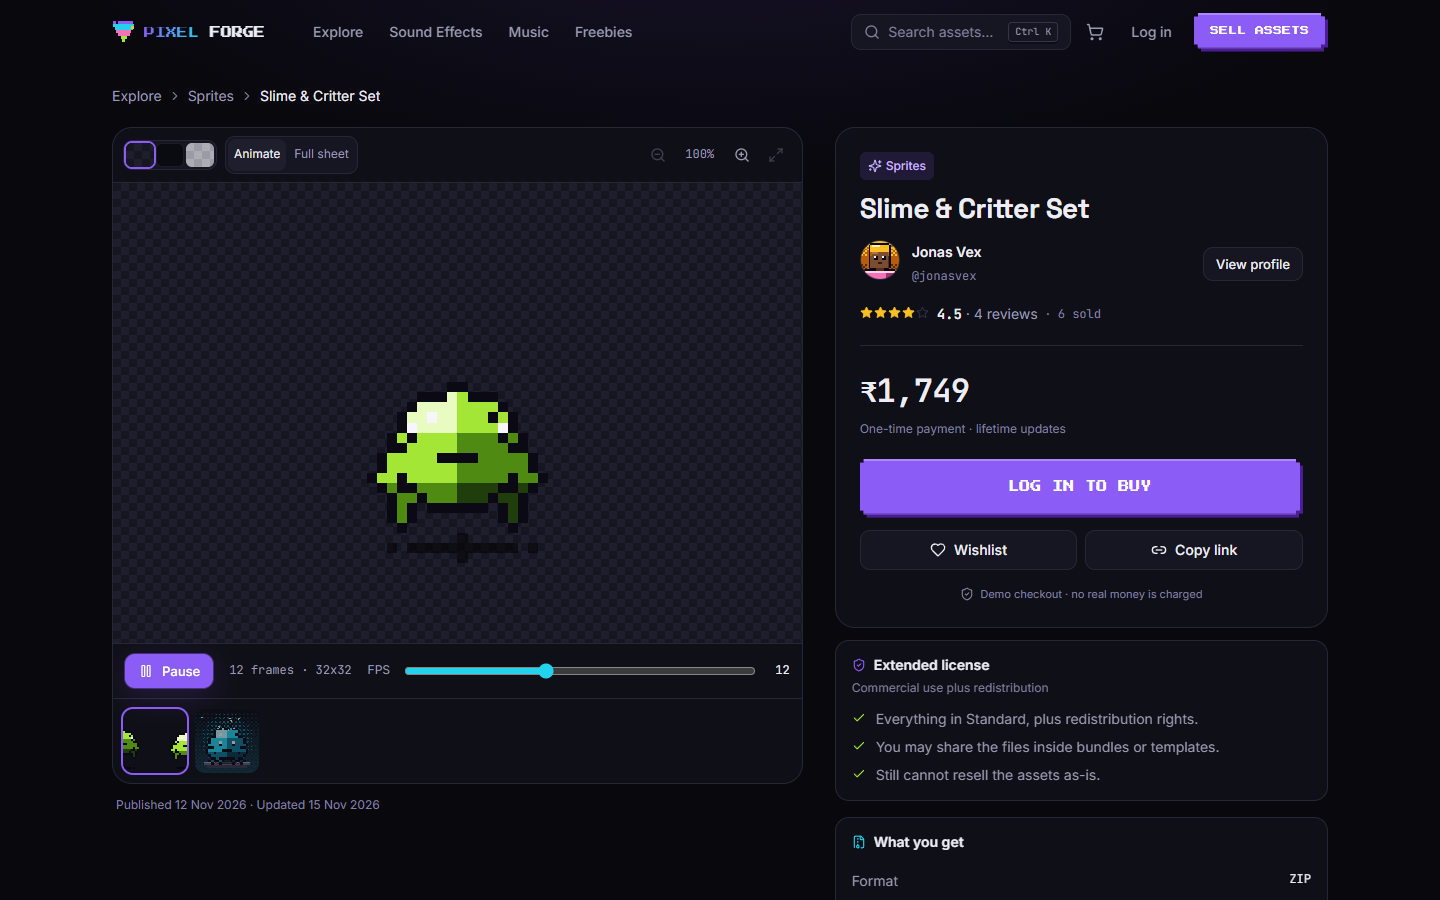 PIXEL FORGE
Explore
Sound Effects
Music
Freebies
Search assets...
Ctrl K
Log in
SELL ASSETS
Explore > Sprites > Slime & Critter Set
Animate
Full sheet
100%
Sprites
Slime & Critter Set
Jonas Vex
@jonasvex
View profile
4.5 · 4 reviews · 6 sold
₹1,749
One-time payment · lifetime updates
LOG IN TO BUY
Wishlist
Copy link
Demo checkout · no real money is charged
Pause
12 frames · 32x32
FPS
12
Published 12 Nov 2026 · Updated 15 Nov 2026
Extended license
Commercial use plus redistribution
Everything in Standard, plus redistribution rights.
You may share the files inside bundles or templates.
Still cannot resell the assets as-is.
What you get
Format
ZIP